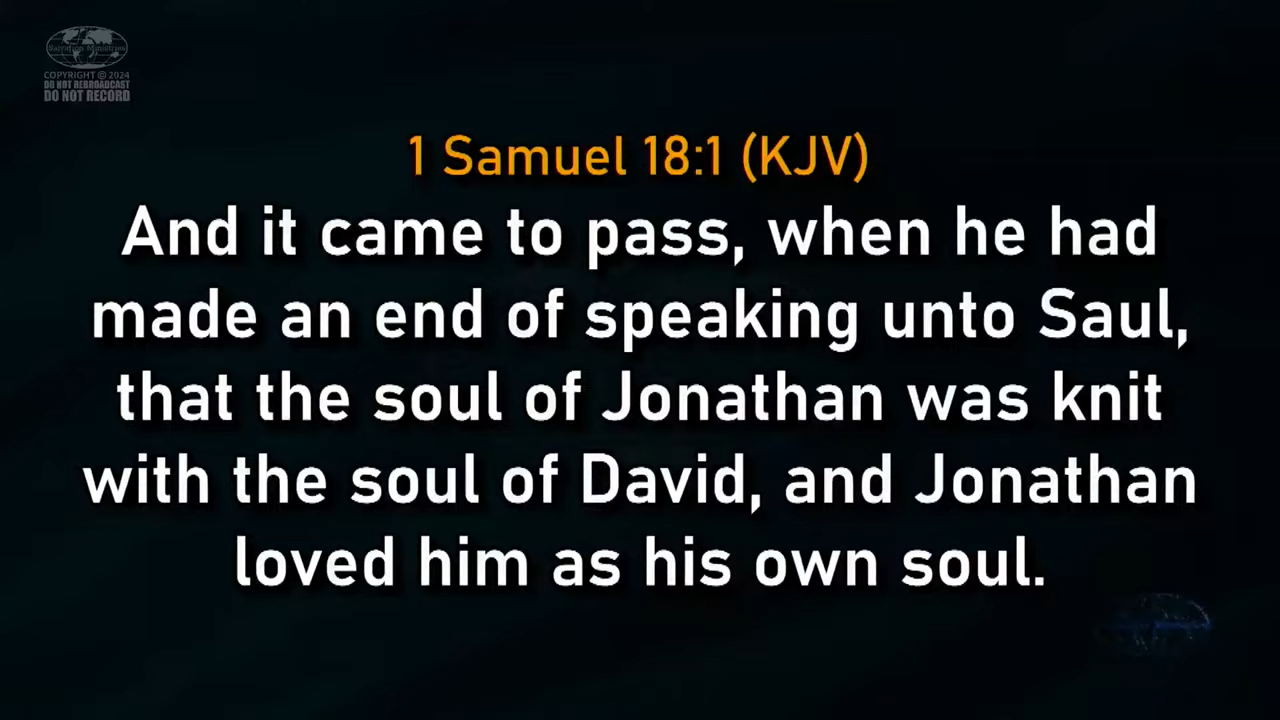 Salvation Ministries
COPYRIGHT © 2024
DO NOT REBROADCAST
DO NOT RECORD
1 Samuel 18:1 (KJV)
And it came to pass, when he had
made an end of speaking unto Saul,
that the soul of Jonathan was knit
with the soul of David, and Jonathan
loved him as his own soul.